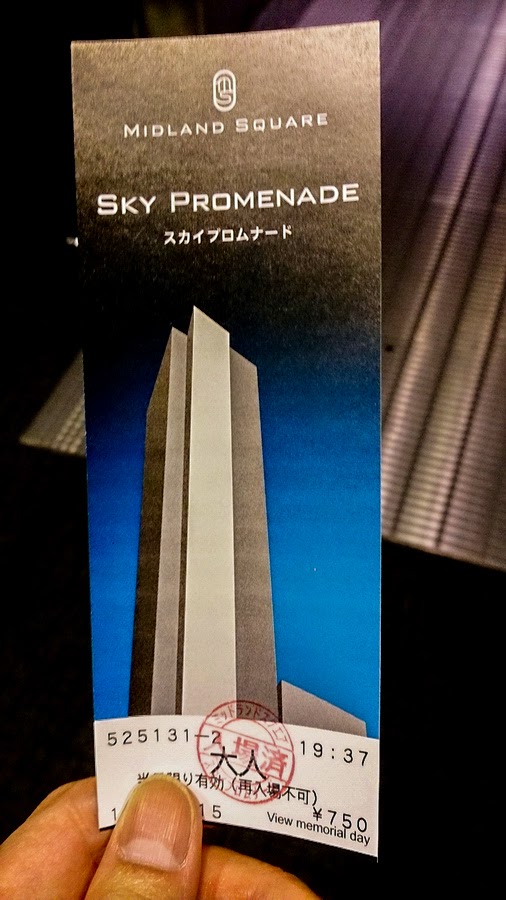 MIDLAND SQUARE
SKY PROMENADE
スカイプロムナード
525131-2
19:37
入場済
大人
限り有効(再入場不可)
15
¥750
View memorial day